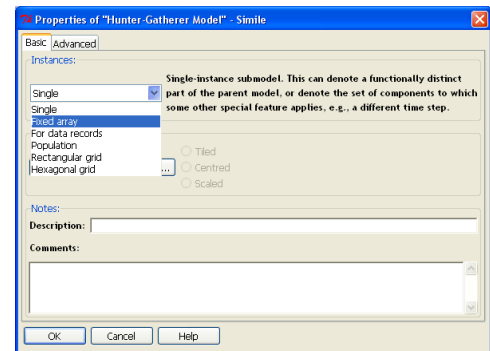 Properties of "Hunter-Gatherer Model" - Simile
Basic Advanced
Instances:
Single-instance submodel. This can denote a functionally distinct
Single part of the parent model, or denote the set of components to which
Single some other special feature applies, e.g., a different time step.
Fixed array
For data records
Population
Tiled
Rectangular grid
Hexagonal grid ... Centred
Scaled
Notes:
Description:
Comments:
OK Cancel Help